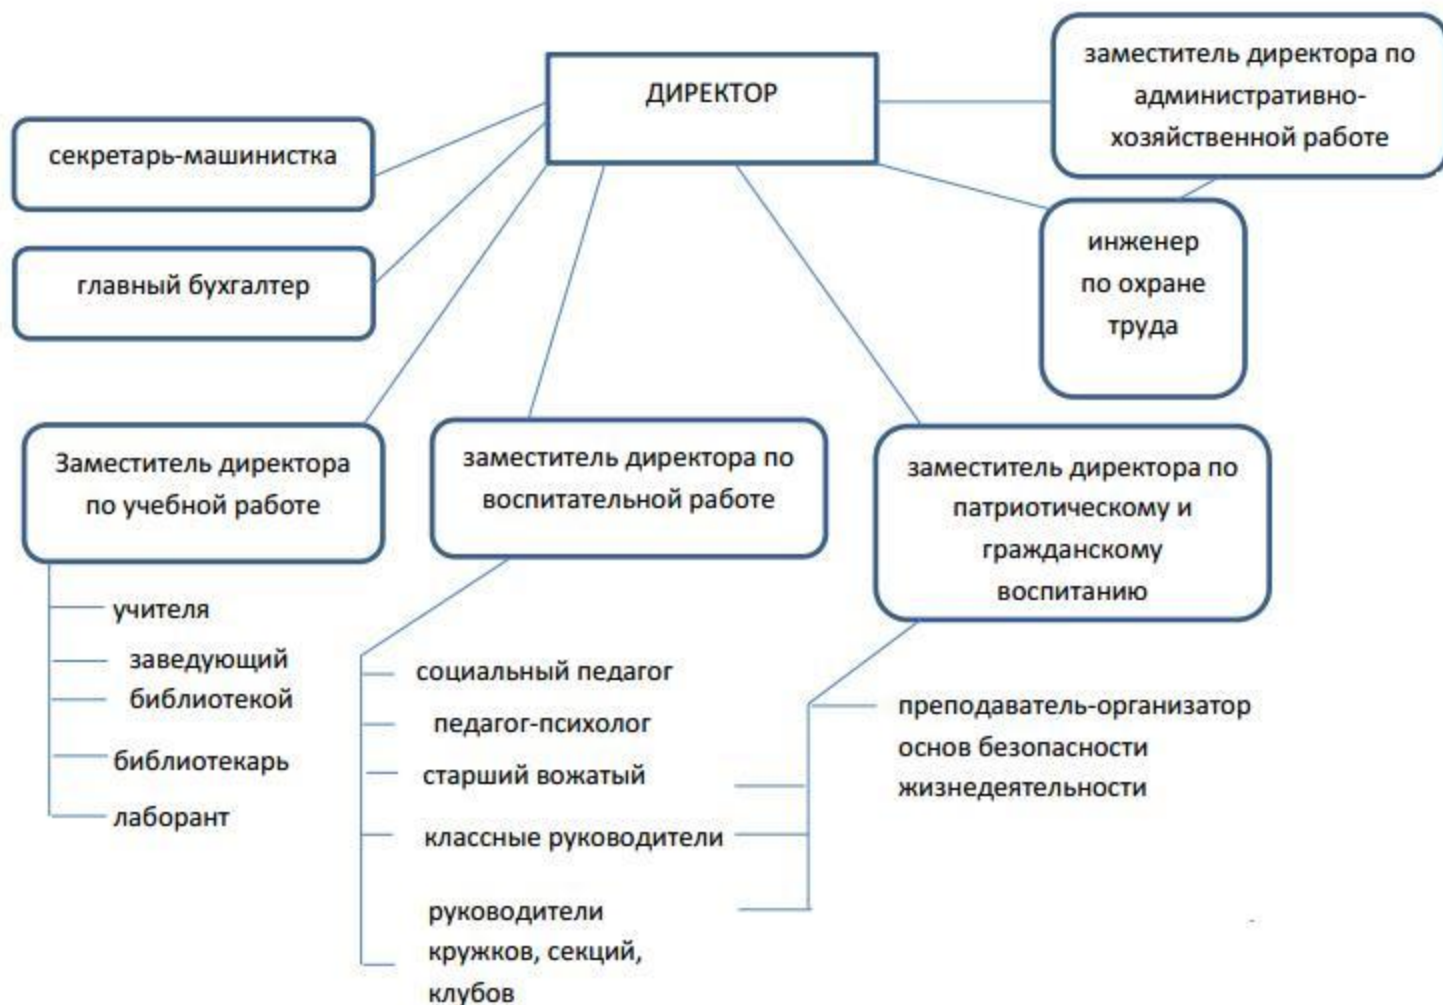 ДИРЕКТОР
заместитель директора по
административно-
хозяйственной работе
секретарь-машинистка
инженер
по охране
труда
главный бухгалтер
Заместитель директора
по учебной работе
заместитель директора по
воспитательной работе
заместитель директора по
патриотическому и
гражданскому
воспитанию
учителя
заведующий
библиотекой
библиотекарь
лаборант
социальный педагог
педагог-психолог
старший вожатый
классные руководители
руководители
кружков, секций,
клубов
преподаватель-организатор
основ безопасности
жизнедеятельности